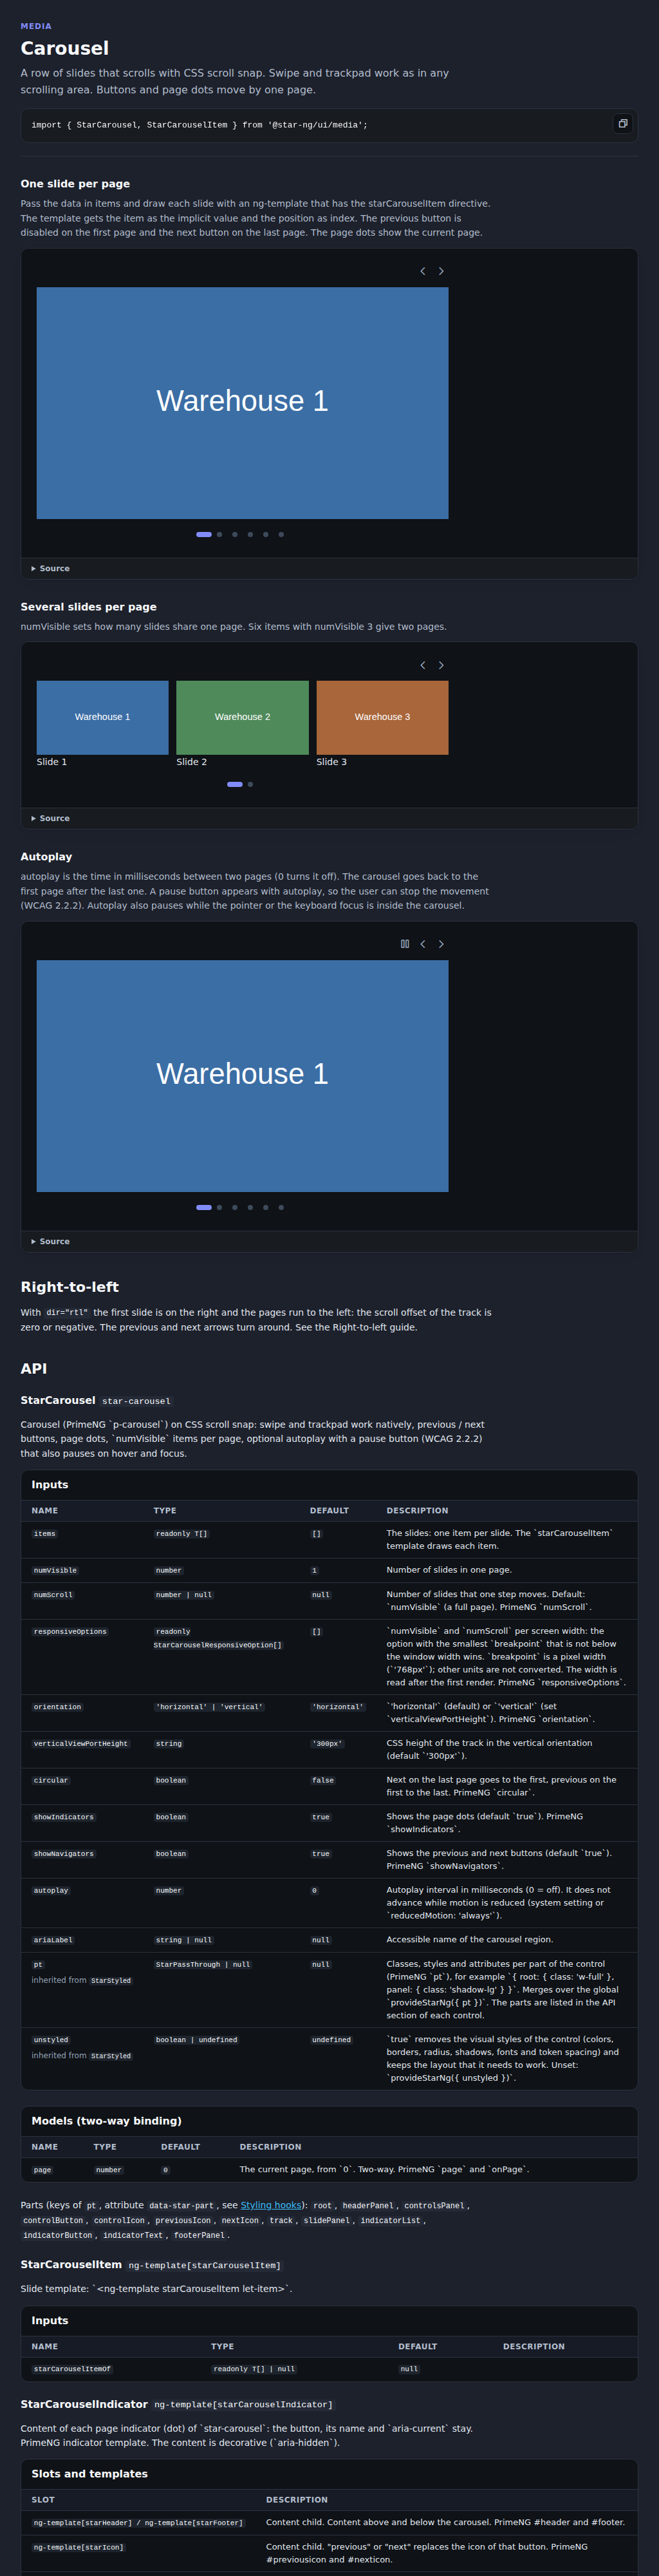 MEDIA
Carousel
A row of slides that scrolls with CSS scroll snap. Swipe and trackpad work as in any
scrolling area. Buttons and page dots move by one page.
import { StarCarousel, StarCarouselItem } from '@star-ng/ui/media';
One slide per page
Pass the data in items and draw each slide with an ng-template that has the starCarouselItem directive.
The template gets the item as the implicit value and the position as index. The previous button is
disabled on the first page and the next button on the last page. The page dots show the current page.
Warehouse 1
Source
Several slides per page
numVisible sets how many slides share one page. Six items with numVisible 3 give two pages.
Warehouse 1 Warehouse 2 Warehouse 3
Slide 1 Slide 2 Slide 3
Source
Autoplay
autoplay is the time in milliseconds between two pages (0 turns it off). The carousel goes back to the
first page after the last one. A pause button appears with autoplay, so the user can stop the movement
(WCAG 2.2.2). Autoplay also pauses while the pointer or the keyboard focus is inside the carousel.
Warehouse 1
Source
Right-to-left
With dir="rtl" the first slide is on the right and the pages run to the left: the scroll offset of the track is
zero or negative. The previous and next arrows turn around. See the Right-to-left guide.
API
StarCarousel star-carousel
Carousel (PrimeNG `p-carousel`) on CSS scroll snap: swipe and trackpad work natively, previous / next
buttons, page dots, `numVisible` items per page, optional autoplay with a pause button (WCAG 2.2.2)
that also pauses on hover and focus.
Inputs
NAME TYPE DEFAULT DESCRIPTION
items readonly T[] [] The slides: one item per slide. The `starCarouselItem`
template draws each item.
numVisible number 1 Number of slides in one page.
numScroll number | null null Number of slides that one step moves. Default:
`numVisible` (a full page). PrimeNG `numScroll`.
responsiveOptions readonly StarCarouselResponsiveOption[] [] `numVisible` and `numScroll` per screen width: the
option with the smallest `breakpoint` that is not below
the window width wins. `breakpoint` is a pixel width
(`'768px'`); other units are not converted. The width is
read after the first render. PrimeNG `responsiveOptions`.
orientation 'horizontal' | 'vertical' 'horizontal' `'horizontal'` (default) or `'vertical'` (set
`verticalViewPortHeight`). PrimeNG `orientation`.
verticalViewPortHeight string '300px' CSS height of the track in the vertical orientation
(default `'300px'`).
circular boolean false Next on the last page goes to the first, previous on the
first to the last. PrimeNG `circular`.
showIndicators boolean true Shows the page dots (default `true`). PrimeNG
`showIndicators`.
showNavigators boolean true Shows the previous and next buttons (default `true`).
PrimeNG `showNavigators`.
autoplay number 0 Autoplay interval in milliseconds (0 = off). It does not
advance while motion is reduced (system setting or
`reducedMotion: 'always'`).
ariaLabel string | null null Accessible name of the carousel region.
pt StarPassThrough | null null Classes, styles and attributes per part of the control
inherited from StarStyled (PrimeNG `pt`), for example `{ root: { class: 'w-full' },
panel: { class: 'shadow-lg' } }`. Merges over the global
`provideStarNg({ pt })`. The parts are listed in the API
section of each control.
unstyled boolean | undefined undefined `true` removes the visual styles of the control (colors,
inherited from StarStyled borders, radius, shadows, fonts and token spacing) and
keeps the layout that it needs to work. Unset:
`provideStarNg({ unstyled })`.
Models (two-way binding)
NAME TYPE DEFAULT DESCRIPTION
page number 0 The current page, from `0`. Two-way. PrimeNG `page` and `onPage`.
Parts (keys of pt, attribute data-star-part, see Styling hooks): root, headerPanel, controlsPanel,
controlButton, controlIcon, previousIcon, nextIcon, track, slidePanel, indicatorList,
indicatorButton, indicatorText, footerPanel.
StarCarouselItem ng-template[starCarouselItem]
Slide template: `<ng-template starCarouselItem let-item>`.
Inputs
NAME TYPE DEFAULT DESCRIPTION
starCarouselItemOf readonly T[] | null null
StarCarouselIndicator ng-template[starCarouselIndicator]
Content of each page indicator (dot) of `star-carousel`: the button, its name and `aria-current` stay.
PrimeNG indicator template. The content is decorative (`aria-hidden`).
Slots and templates
SLOT DESCRIPTION
ng-template[starHeader] / ng-template[starFooter] Content child. Content above and below the carousel. PrimeNG #header and #footer.
ng-template[starIcon] Content child. "previous" or "next" replaces the icon of that button. PrimeNG
#previousicon and #nexticon.